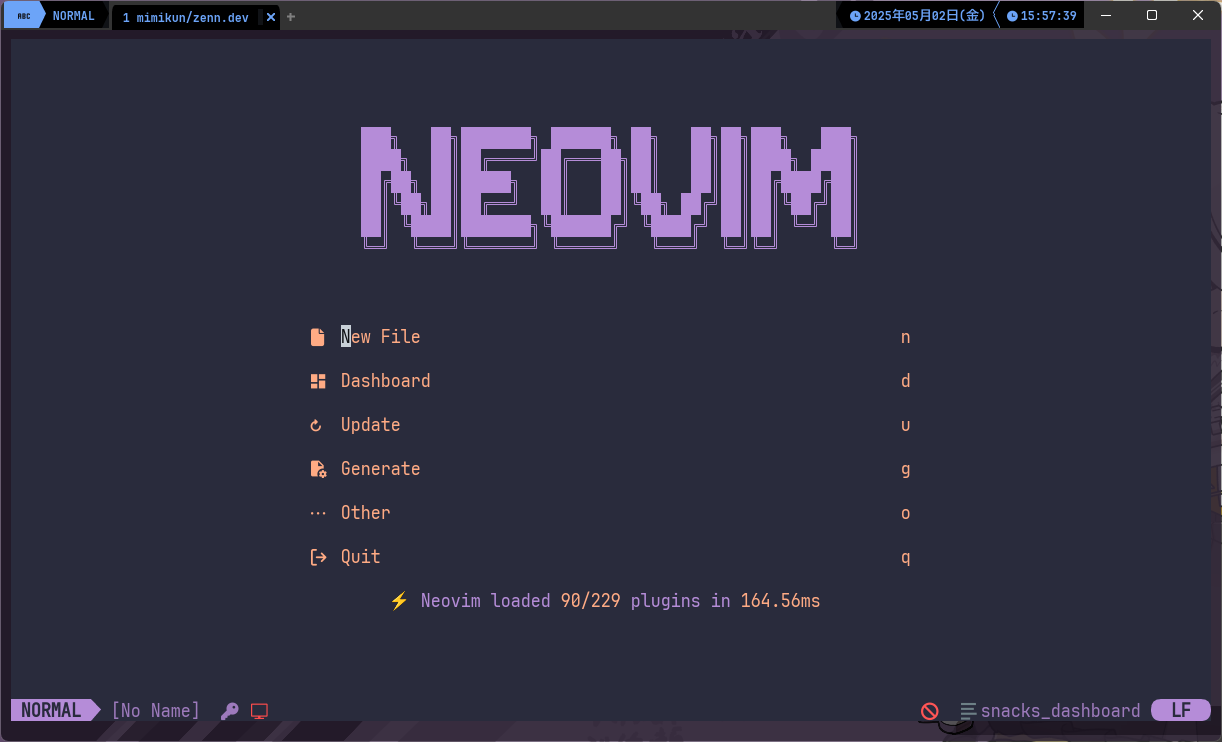 ABC NORMAL 1 mimikun/zenn.dev × + 2025年05月02日(金) 15:57:39
NEOVIM
New File n
Dashboard d
Update u
Generate g
Other o
Quit q
⚡ Neovim loaded 90/229 plugins in 164.56ms
NORMAL [No Name] snacks_dashboard LF